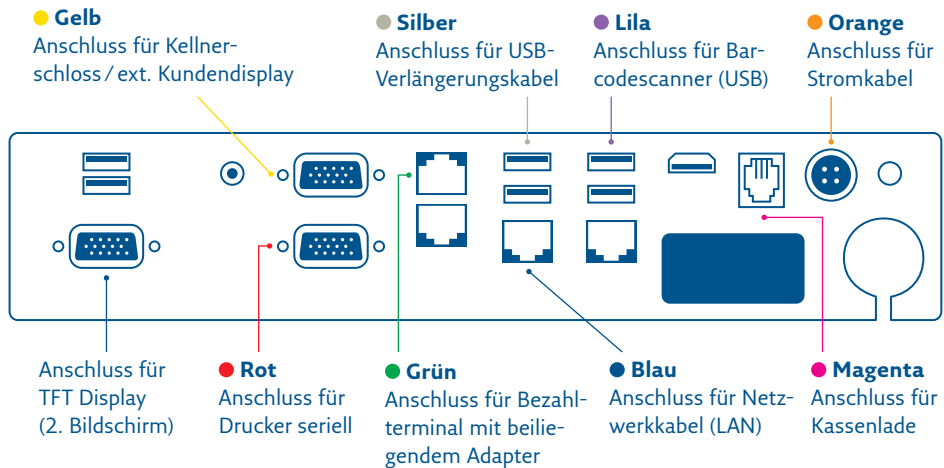 Gelb
Anschluss für Kellner-
schloss / ext. Kundendisplay
Silber
Anschluss für USB-
Verlängerungskabel
Lila
Anschluss für Bar-
codescanner (USB)
Orange
Anschluss für
Stromkabel
Anschluss für
TFT Display
(2. Bildschirm)
Rot
Anschluss für
Drucker seriell
Grün
Anschluss für Bezahl-
terminal mit beilie-
gendem Adapter
Blau
Anschluss für Netz-
werkkabel (LAN)
Magenta
Anschluss für
Kassenlade